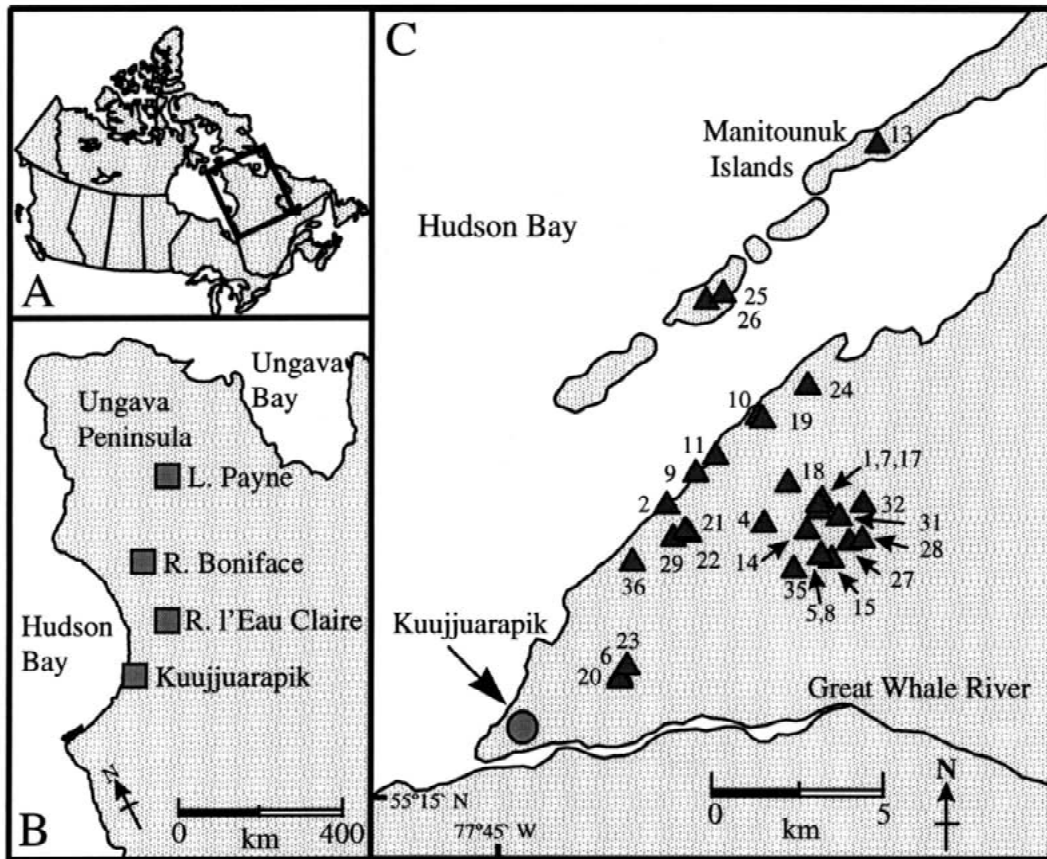 A
Ungava
Bay
Ungava
Peninsula
L. Payne
R. Boniface
R. l'Eau Claire
Hudson
Bay
Kuujjuarapik
N
B
0 400
km
C
Manitounuk
Islands
13
Hudson Bay
25
26
24
10
19
11
9
18
1,7,17
2
4
32
31
21
22
29
14
28
36
35
27
5,8
15
Kuujjuarapik
23
6
20
Great Whale River
55°15` N
77°45` W
0 5
km
N